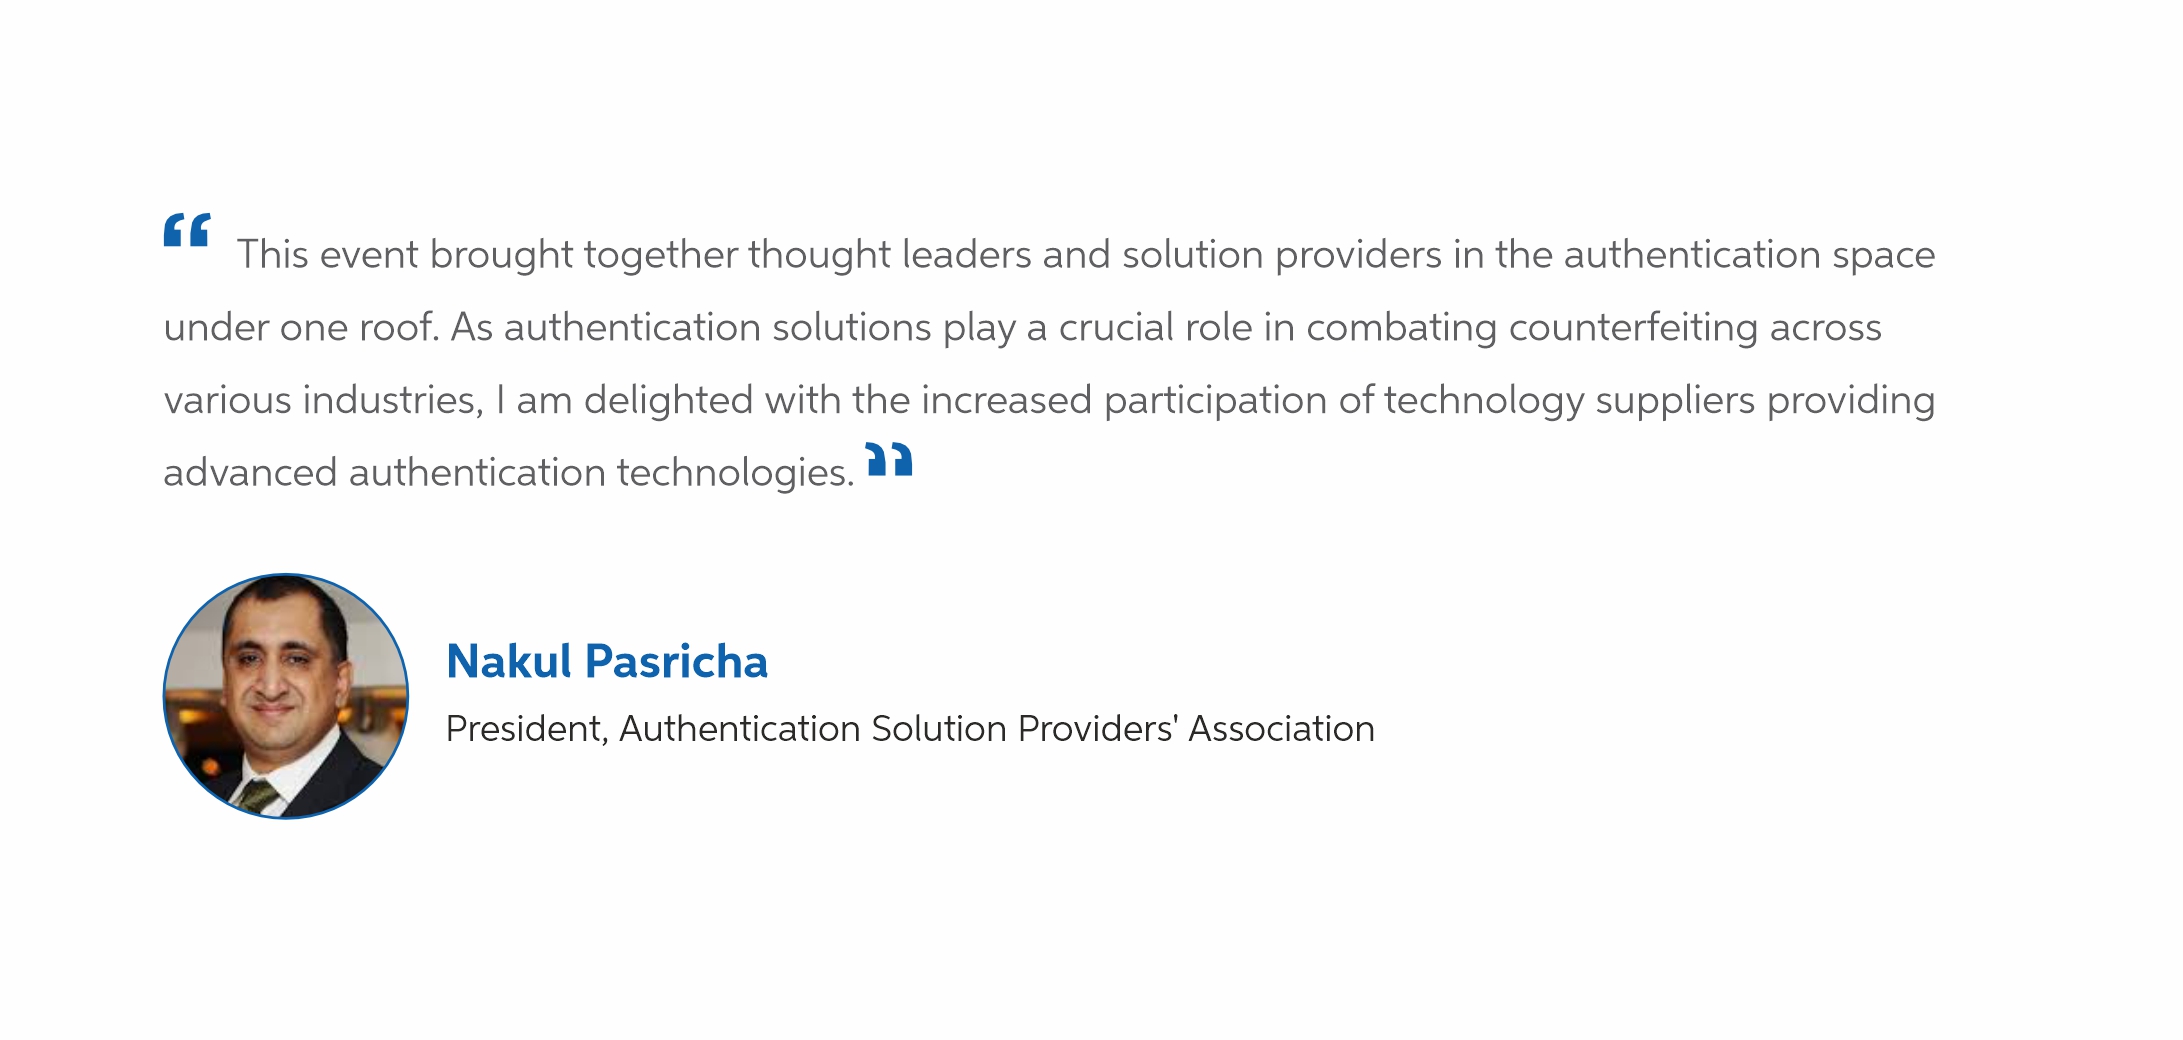 “ This event brought together thought leaders and solution providers in the authentication space
under one roof. As authentication solutions play a crucial role in combating counterfeiting across
various industries, I am delighted with the increased participation of technology suppliers providing
advanced authentication technologies. ”
Nakul Pasricha
President, Authentication Solution Providers' Association